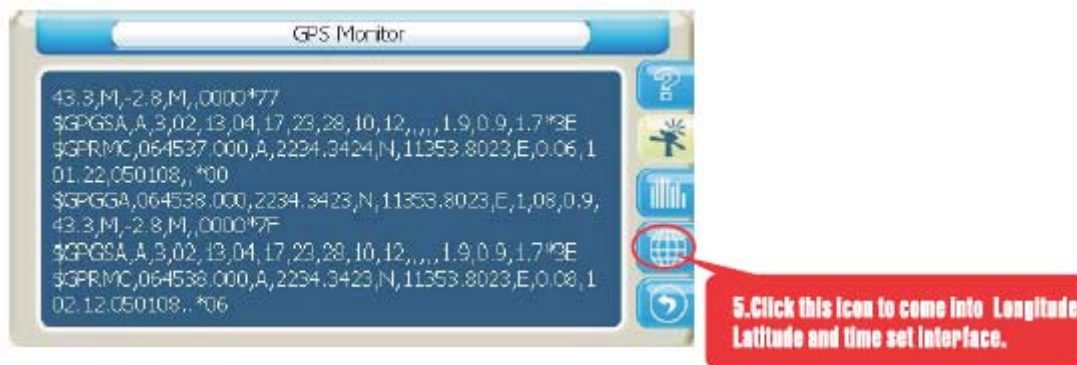 GPS Monitor
43.3,M,-2.8,M,,0000*77
$GPGSA,A,3,02,13,04,17,23,28,10,12,,,,,1.9,0.9,1.7*3E
$GPRMC,064537.000,A,2234.3424,N,11353.8023,E,0.06,1
01.22,050108,,*00
$GPGGA,064538.000,2234.3423,N,11353.8023,E,1,08,0.9,
43.3,M,-2.8,M,,0000*7F
$GPGSA,A,3,02,13,04,17,23,28,10,12,,,,,1.9,0.9,1.7*3E
$GPRMC,064538.000,A,2234.3423,N,11353.8023,E,0.08,1
02.12,050108,,*06
5.Click this icon to come into Longitude
Latitude and time set interface.